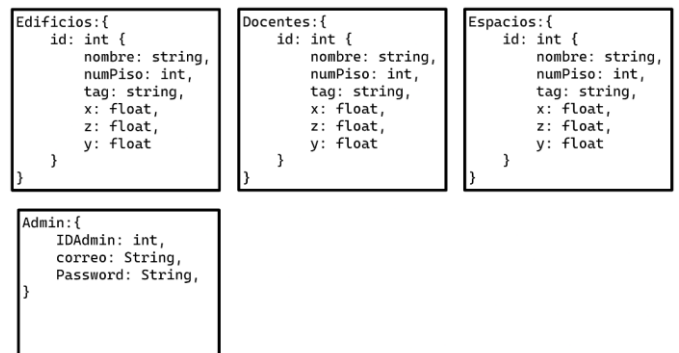 Edificios:{
id: int {
nombre: string,
numPiso: int,
tag: string,
x: float,
z: float,
y: float
}
}
Docentes:{
id: int {
nombre: string,
numPiso: int,
tag: string,
x: float,
z: float,
y: float
}
}
Espacios:{
id: int {
nombre: string,
numPiso: int,
tag: string,
x: float,
z: float,
y: float
}
}
Admin:{
IDAdmin: int,
correo: String,
Password: String,
}